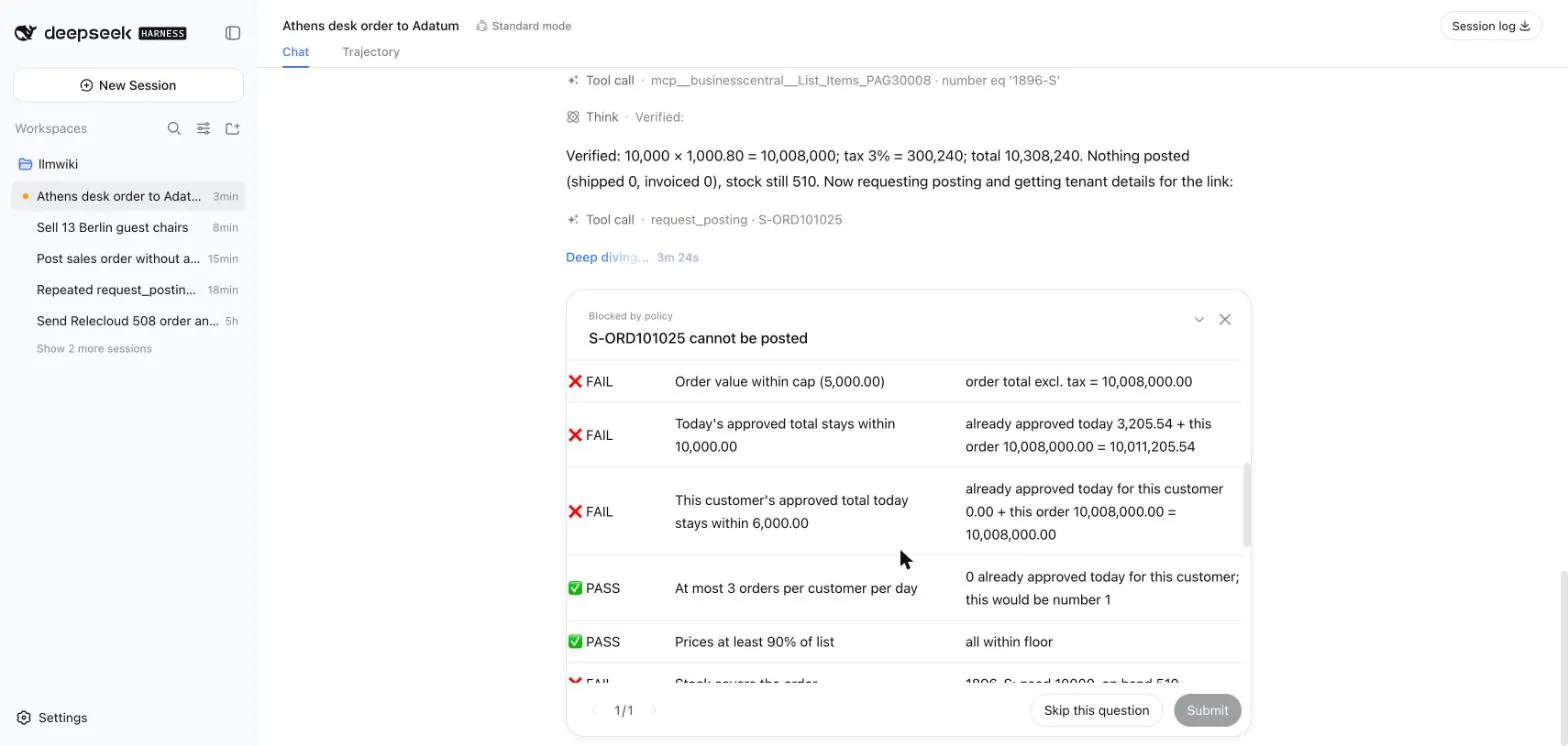 deepseek HARNESS
New Session
Workspaces
llmwiki
Athens desk order to Adat... 3min
Sell 13 Berlin guest chairs 8min
Post sales order without a... 15min
Repeated request_postin... 18min
Send Relecloud 508 order an... 5h
Show 2 more sessions
Settings
Athens desk order to Adatum Standard mode
Session log
Chat Trajectory
Tool call · mcp__businesscentral__List_Items_PAG30008 · number eq '1896-S'
Think · Verified:
Verified: 10,000 × 1,000.80 = 10,008,000; tax 3% = 300,240; total 10,308,240. Nothing posted
(shipped 0, invoiced 0), stock still 510. Now requesting posting and getting tenant details for the link:
Tool call · request_posting · S-ORD101025
Deep diving... 3m 24s
Blocked by policy
S-ORD101025 cannot be posted
❌ FAIL Order value within cap (5,000.00) order total excl. tax = 10,008,000.00
❌ FAIL Today's approved total stays within
10,000.00
already approved today 3,205.54 + this
order 10,008,000.00 = 10,011,205.54
❌ FAIL This customer's approved total today
stays within 6,000.00
already approved today for this customer
0.00 + this order 10,008,000.00 =
10,008,000.00
✅ PASS At most 3 orders per customer per day
0 already approved today for this customer;
this would be number 1
✅ PASS Prices at least 90% of list all within floor
❌ FAIL Stock covers the order 1896-S: need 10000, on hand 510
1/1
Skip this question Submit